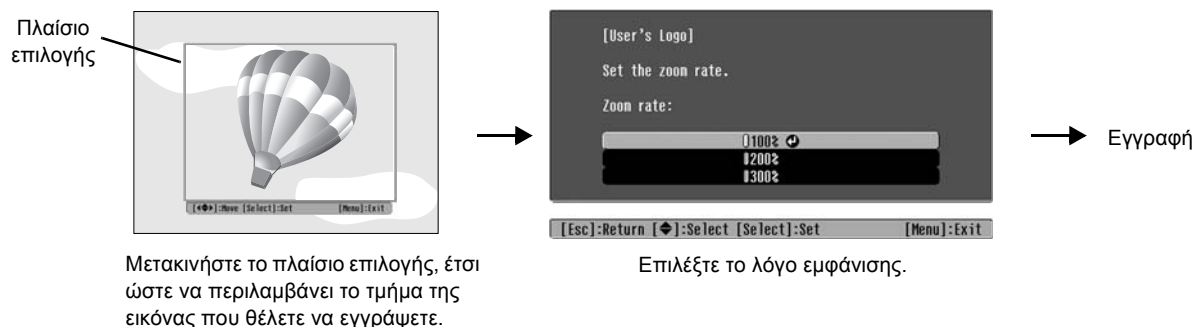 Πλαίσιο
επιλογής
[User's Logo]
Set the zoom rate.
Zoom rate:
100%
200%
300%
Εγγραφή
[ ]:Move [Select]:Set [Menu]:Exit
[Esc]:Return [ ]:Select [Select]:Set [Menu]:Exit
Μετακινήστε το πλαίσιο επιλογής, έτσι
ώστε να περιλαμβάνει το τμήμα της
εικόνας που θέλετε να εγγράψετε.
Επιλέξτε το λόγο εμφάνισης.